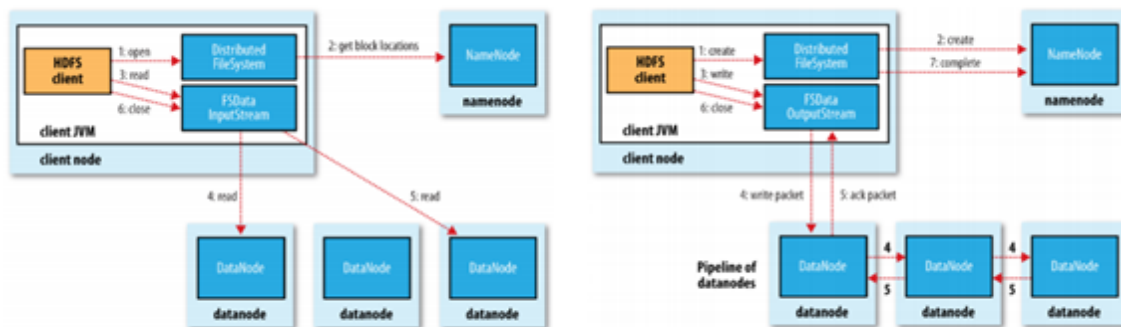 1: open
HDFS
client
3: read
6: close
Distributed
FileSystem
FSData
InputStream
client JVM
client node
2: get block locations
NameNode
namenode
4: read
5: read
DataNode
datanode
DataNode
datanode
DataNode
datanode
1: create
HDFS
client
3: write
6: close
Distributed
FileSystem
FSData
OutputStream
client JVM
client node
2: create
7: complete
NameNode
namenode
4: write packet
5: ack packet
Pipeline of
datanodes
DataNode
datanode
4
5
DataNode
datanode
4
5
DataNode
datanode